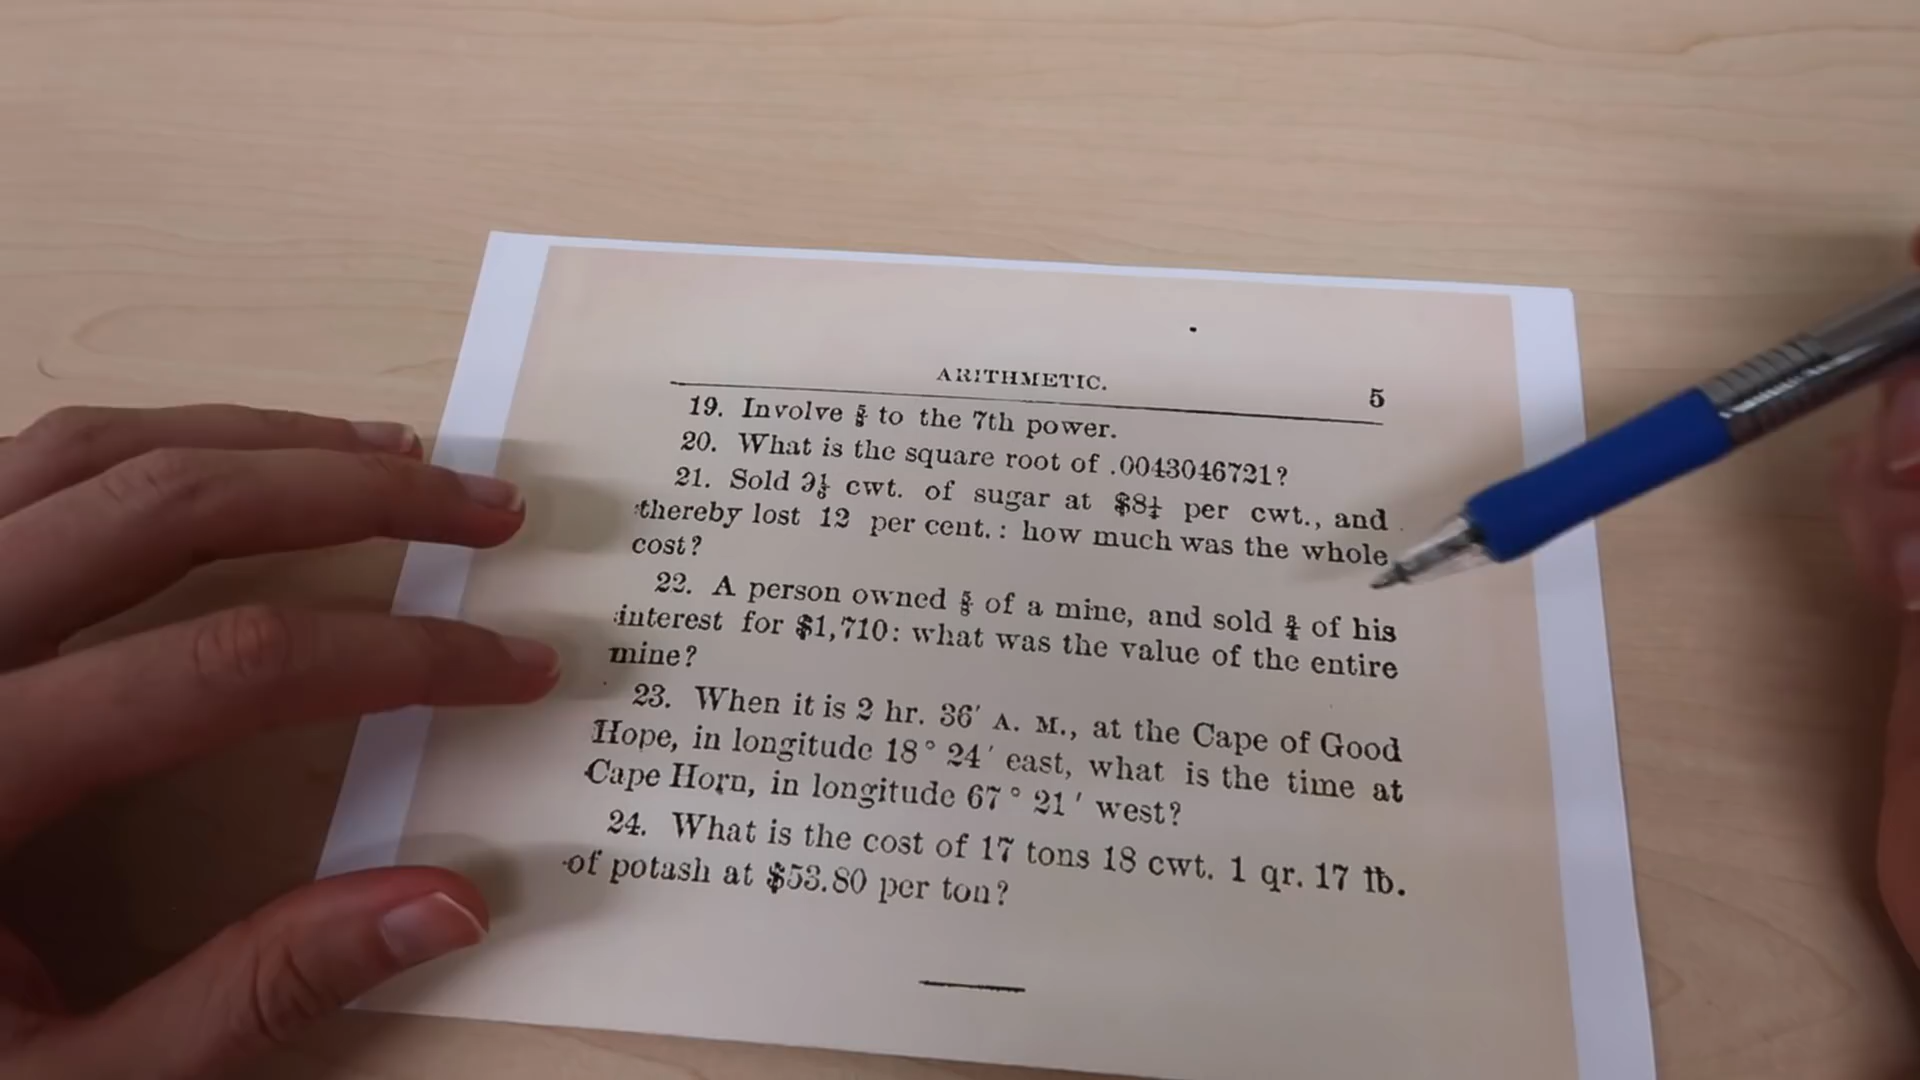 ARITHMETIC. 5
19. Involve ⅝ to the 7th power.
20. What is the square root of .0043046721?
21. Sold cwt. of sugar at $8¼ per cwt., and
thereby lost 12 per cent.: how much was the whole
cost?
22. A person owned ⅝ of a mine, and sold ¾ of his
interest for $1,710: what was the value of the entire
mine?
23. When it is 2 hr. 36′ A. M., at the Cape of Good
Hope, in longitude 18° 24′ east, what is the time at
Cape Horn, in longitude 67° 21′ west?
24. What is the cost of 17 tons 18 cwt. 1 qr. 17 lb.
of potash at $53.80 per ton?